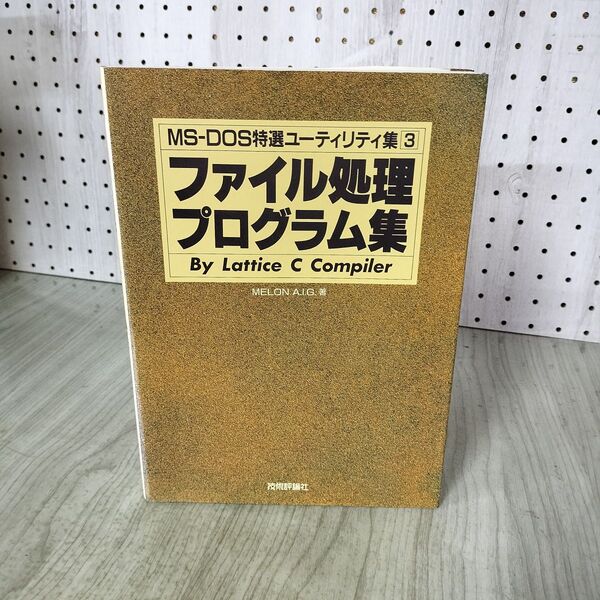 MS-DOS特選ユーティリティ集3
ファイル処理
プログラム集
By Lattice C Compiler
MELON A.I.G. 著
技術評論社